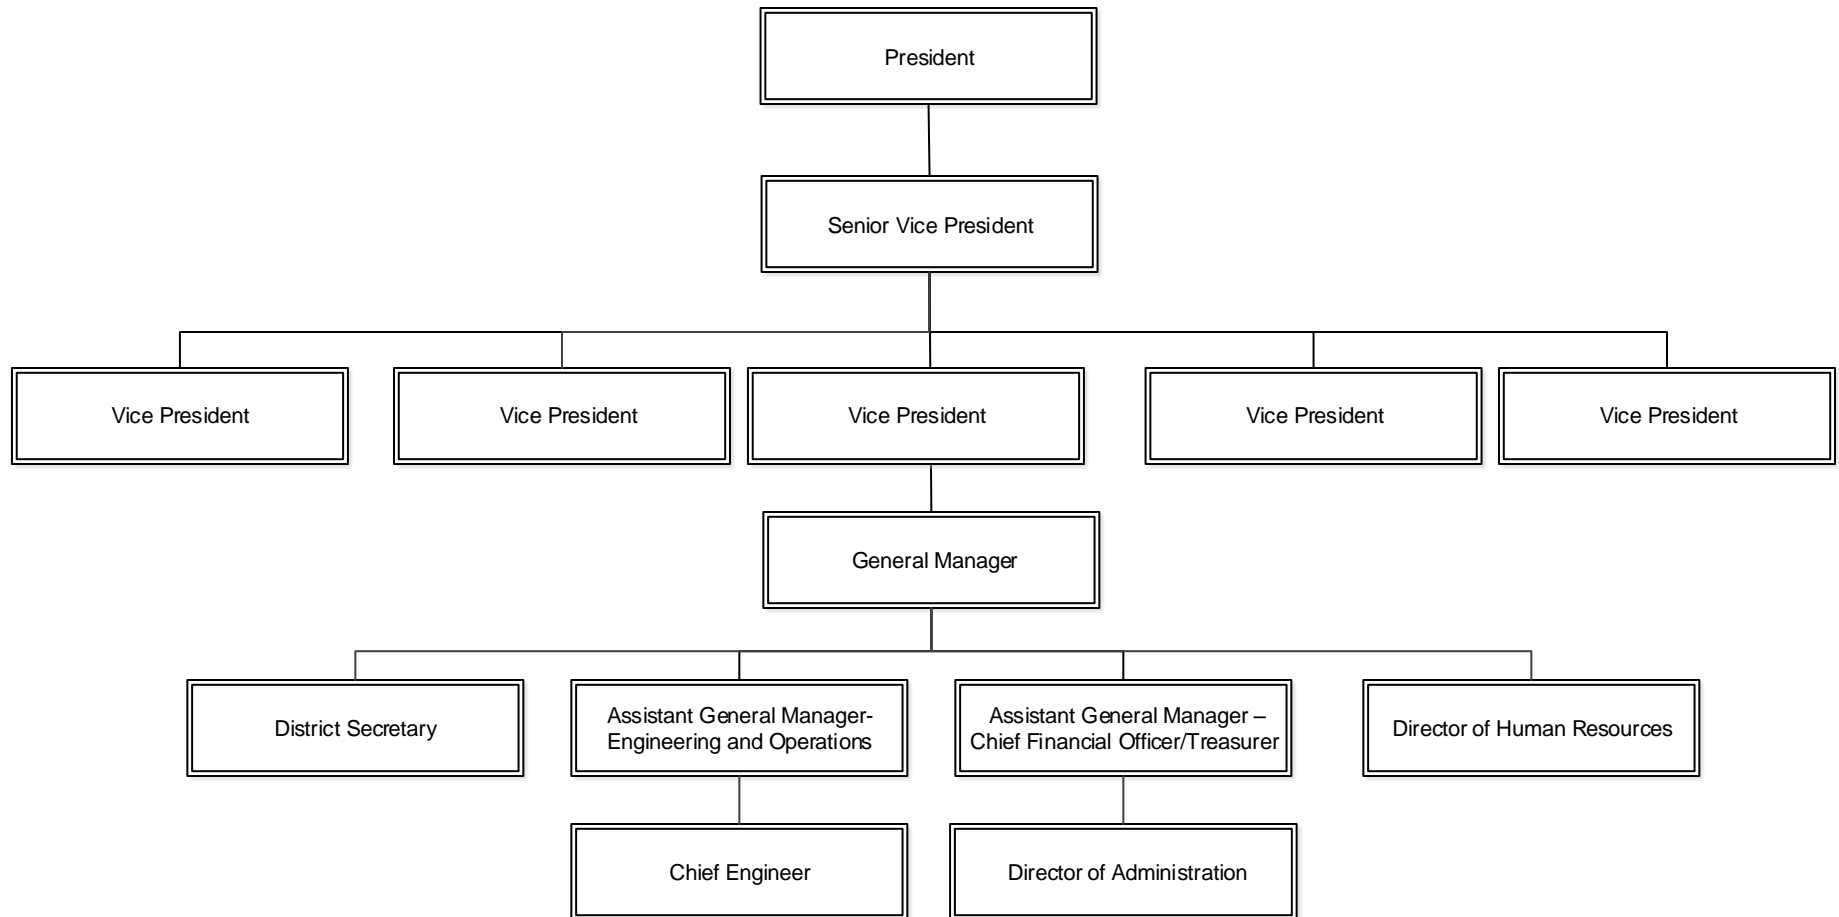 President
Senior Vice President
Vice President
Vice President
Vice President
Vice President
Vice President
General Manager
District Secretary
Assistant General Manager-
Engineering and Operations
Assistant General Manager –
Chief Financial Officer/Treasurer
Director of Human Resources
Chief Engineer
Director of Administration